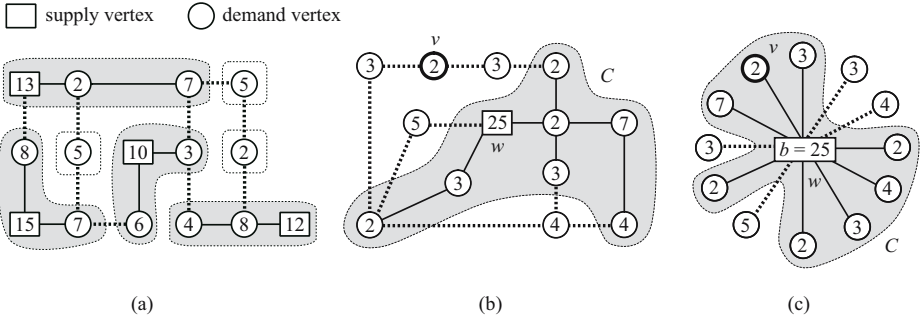 supply vertex demand vertex
13 2 7 5
8 5 10 3 2
15 7 6 4 8 12
(a)
v
3 2 3 2 C
5 25 2 7
w
3 3
2 4 4
(b)
v
2 3 3
7 4
3 b = 25 2
w
2 4
5 2 3 C
(c)